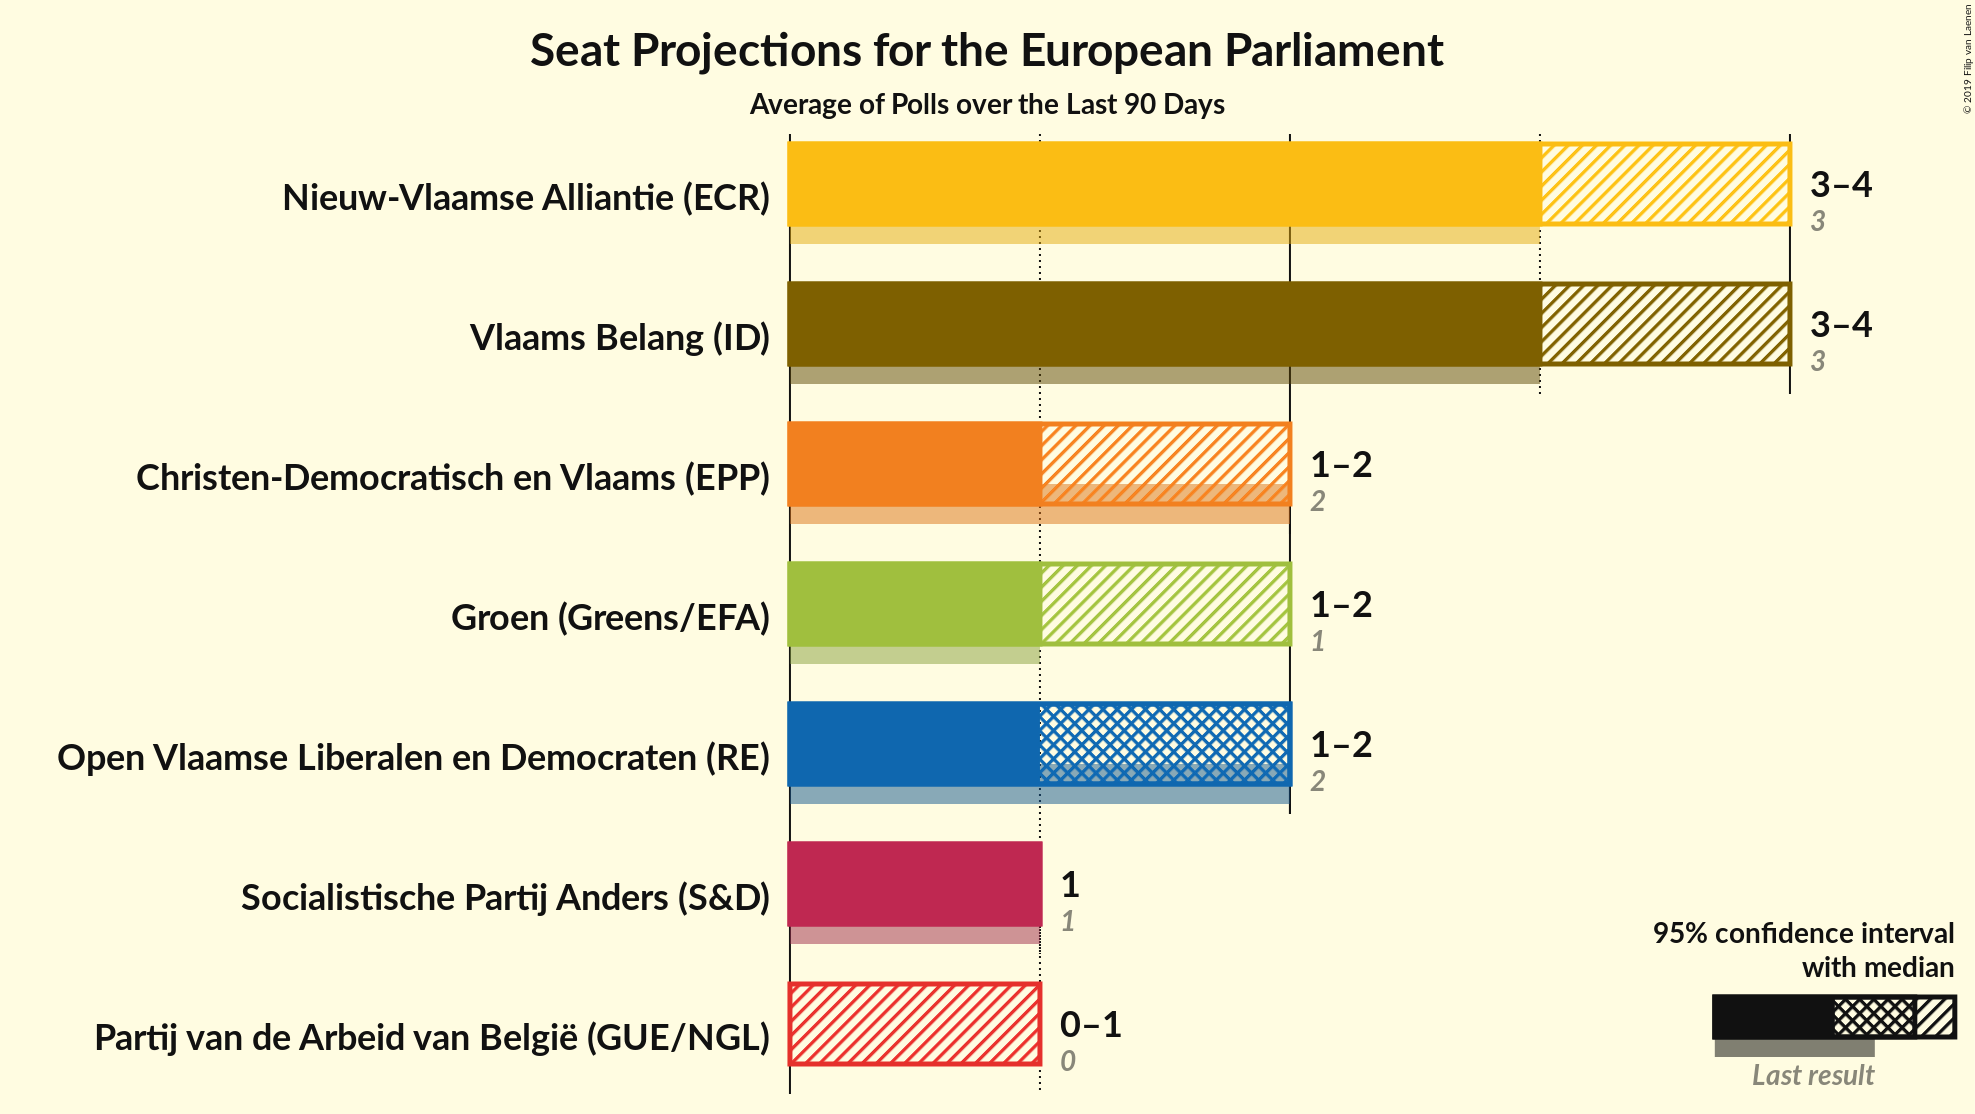 Seat Projections for the European Parliament
Average of Polls over the Last 90 Days
© 2019 Filip van Laenen
Nieuw-Vlaamse Alliantie (ECR)
3–4
3
Vlaams Belang (ID)
3–4
3
Christen-Democratisch en Vlaams (EPP)
1–2
2
Groen (Greens/EFA)
1–2
1
Open Vlaamse Liberalen en Democraten (RE)
1–2
2
Socialistische Partij Anders (S&D)
1
1
Partij van de Arbeid van België (GUE/NGL)
0–1
0
95% confidence interval
with median
Last result